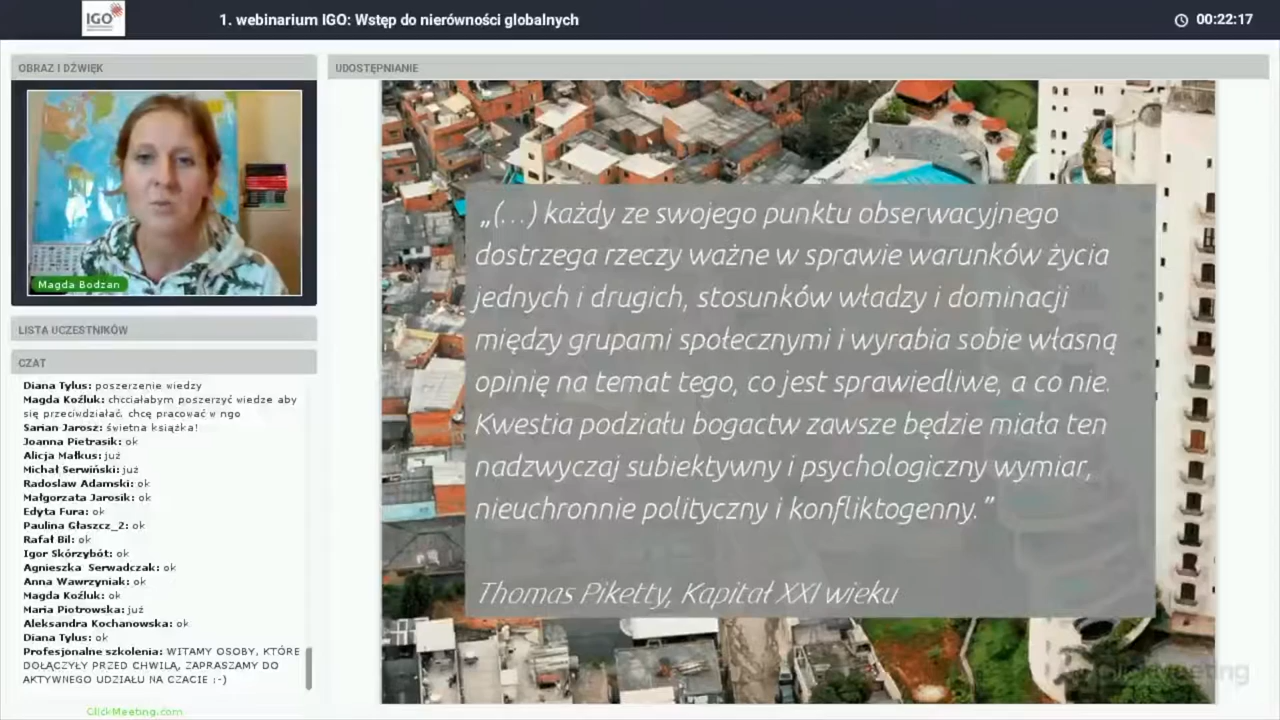 IGO
1. webinarium IGO: Wstęp do nierówności globalnych
00:22:17
OBRAZ I DŹWIĘK
Magda Bodzan
LISTA UCZESTNIKÓW
CZAT
Diana Tylus: poszerzenie wiedzy
Magda Koźluk: chciciałabym poszerzyć wiedze aby
się przeciwdziałać. chcę pracować w ngo
Sarian Jarosz: świetna książka!
Joanna Pietrasik: ok
Alicja Małkus: już
Michał Serwiński: już
Radoslaw Adamski: ok
Małgorzata Jarosik: ok
Edyta Fura: ok
Paulina Głaszcz_2: ok
Rafał Bil: ok
Igor Skórzybót: ok
Agnieszka Serwadczak: ok
Anna Wawrzyniak: ok
Magda Koźluk: ok
Maria Piotrowska: już
Aleksandra Kochanowska: ok
Diana Tylus: ok
Profesjonalne szkolenia: WITAMY OSOBY, KTÓRE
DOŁĄCZYŁY PRZED CHWILĄ, ZAPRASZAMY DO
AKTYWNEGO UDZIAŁU NA CZACIE :-)
ClickMeeting.com
UDOSTĘPNIANIE
„(...) każdy ze swojego punktu obserwacyjnego
dostrzega rzeczy ważne w sprawie warunków życia
jednych i drugich, stosunków władzy i dominacji
między grupami społecznymi i wyrabia sobie własną
opinię na temat tego, co jest sprawiedliwe, a co nie.
Kwestia podziału bogactw zawsze będzie miała ten
nadzwyczaj subiektywny i psychologiczny wymiar,
nieuchronnie polityczny i konfliktogenny.”
Thomas Piketty, Kapitał XXI wieku
ClickMeeting